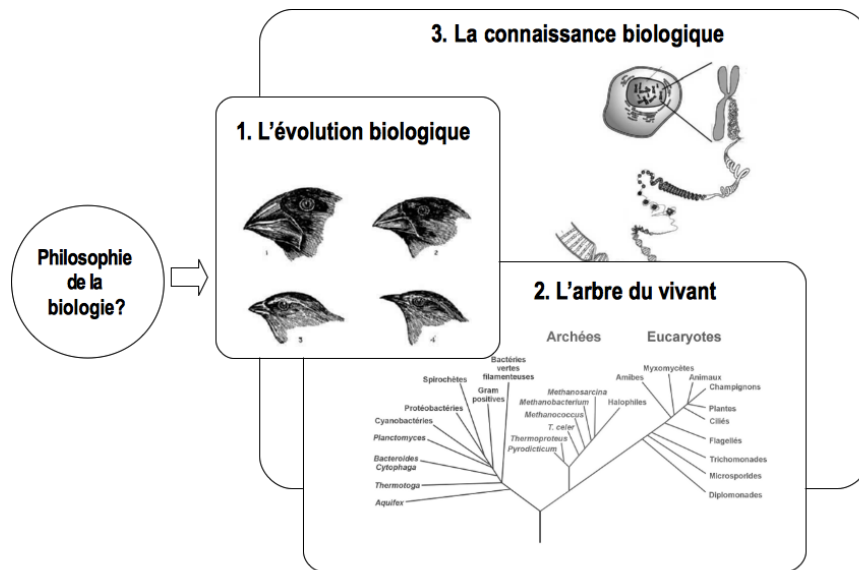 3. La connaissance biologique
1. L'évolution biologique
1
2
3
4
Philosophie
de la
biologie?
2. L'arbre du vivant
Archées
Eucaryotes
Bactéries
vertes
filamenteuses
Spirochètes
Gram
positives
Protéobactéries
Cyanobactéries
Planctomyces
Bacteroides
Cytophaga
Thermotoga
Aquifex
Methanosarcina
Methanobacterium
Halophiles
Methanococcus
T. celer
Thermoproteus
Pyrodicticum
Myxomycètes
Amibes
Animaux
Champignons
Plantes
Ciliés
Flagellés
Trichomonades
Microsporides
Diplomonades